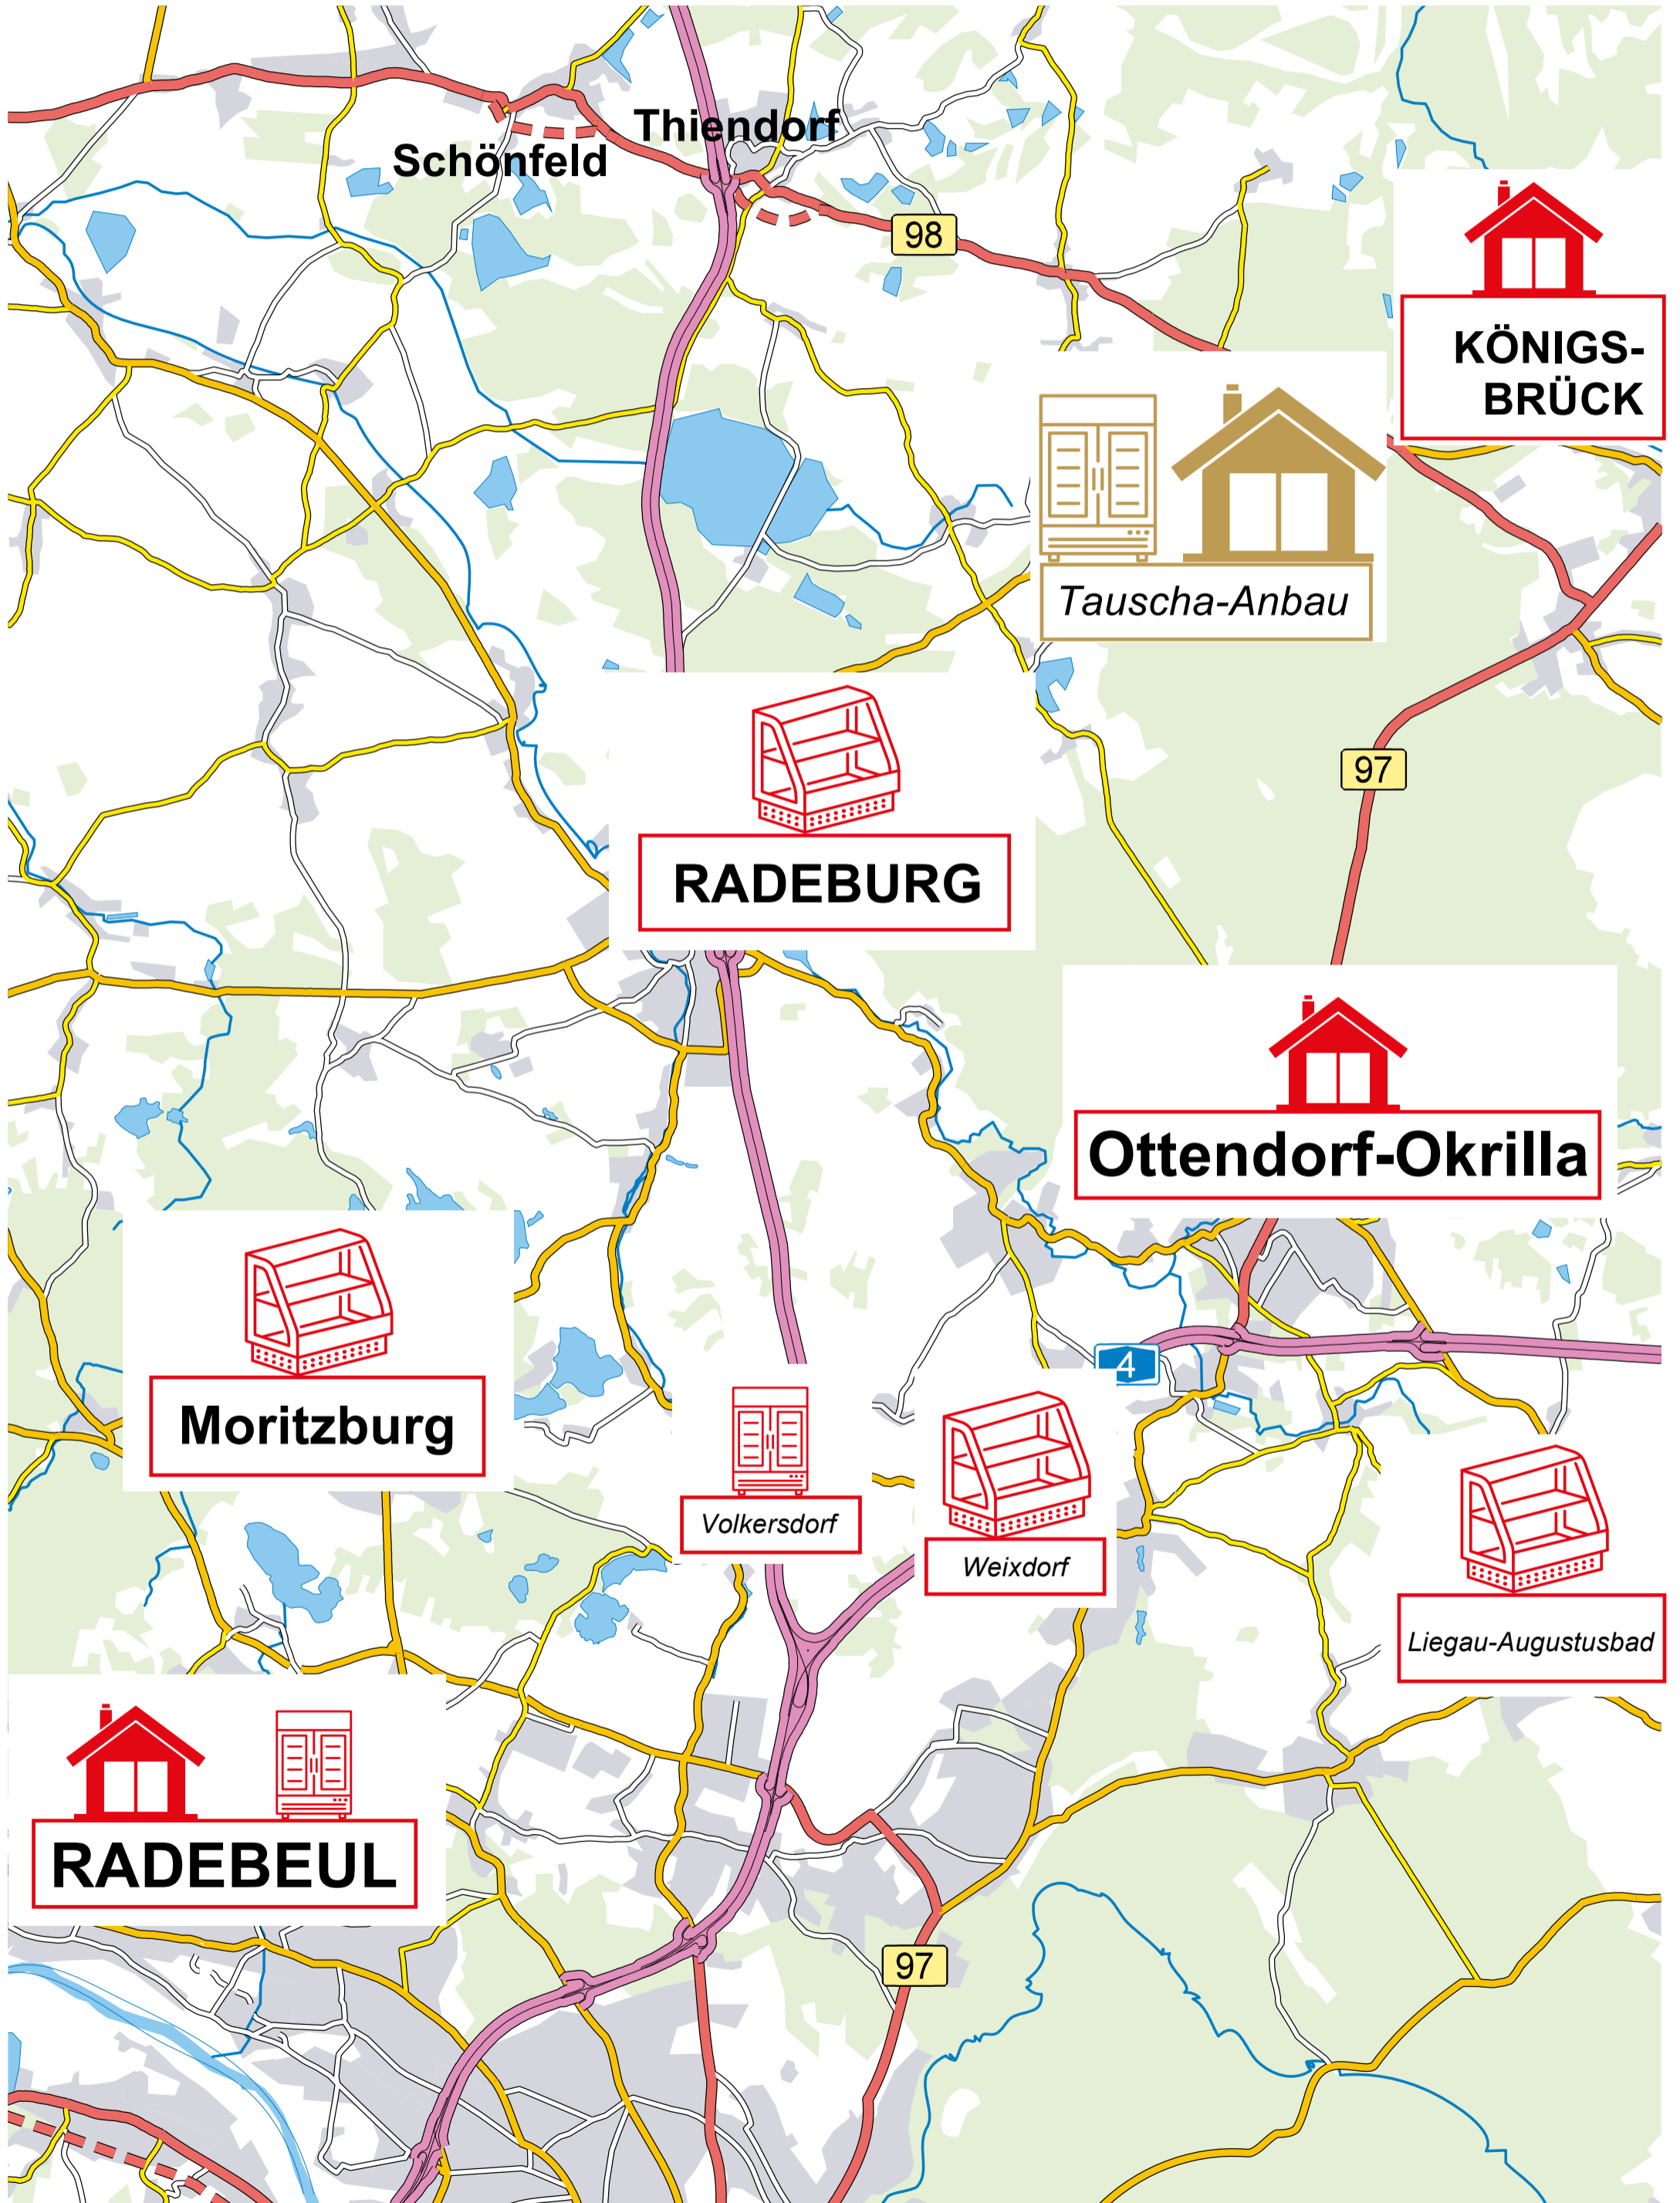 Thiendorf
Schönfeld
98
KÖNIGS-
BRÜCK
Tauscha-Anbau
97
RADEBURG
Ottendorf-Okrilla
4
Moritzburg
Volkersdorf
Weixdorf
Liegau-Augustusbad
RADEBEUL
97